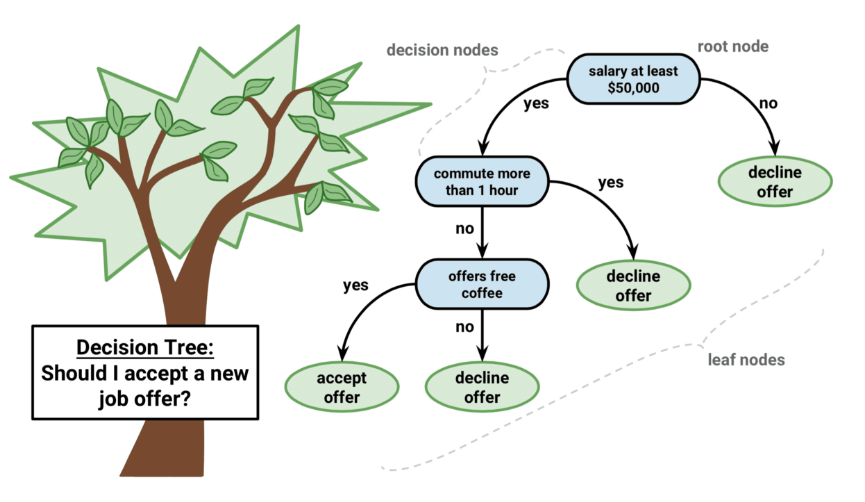 decision nodes
root node
salary at least
$50,000
yes
no
commute more
than 1 hour
yes
decline
offer
no
offers free
coffee
decline
offer
yes
no
accept
offer
decline
offer
leaf nodes
Decision Tree:
Should I accept a new
job offer?